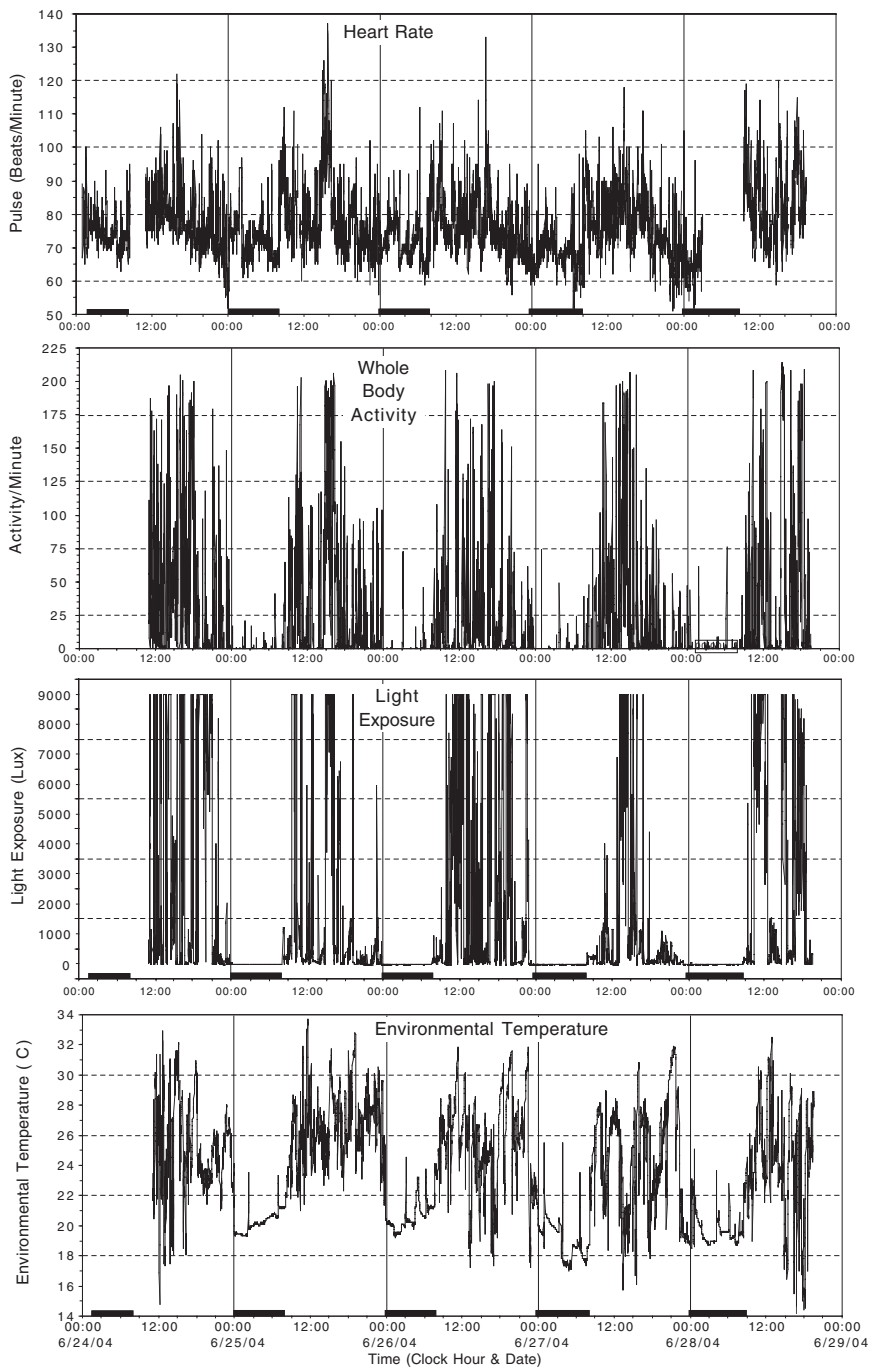 Heart Rate
Pulse (Beats/Minute)
140
130
120
110
100
90
80
70
60
50
00:00 12:00 00:00 12:00 00:00 12:00 00:00 12:00 00:00 12:00 00:00
Whole
Body
Activity
Activity/Minute
225
200
175
150
125
100
75
50
25
0
00:00 12:00 00:00 12:00 00:00 12:00 00:00 12:00 00:00 12:00 00:00
Light
Exposure
Light Exposure (Lux)
9000
8000
7000
6000
5000
4000
3000
2000
1000
0
00:00 12:00 00:00 12:00 00:00 12:00 00:00 12:00 00:00 12:00 00:00
Environmental Temperature
Environmental Temperature ( C)
34
32
30
28
26
24
22
20
18
16
14
00:00 12:00 00:00 12:00 00:00 12:00 00:00 12:00 00:00 12:00 00:00
6/24/04 6/25/04 6/26/04 6/27/04 6/28/04 6/29/04
Time (Clock Hour & Date)